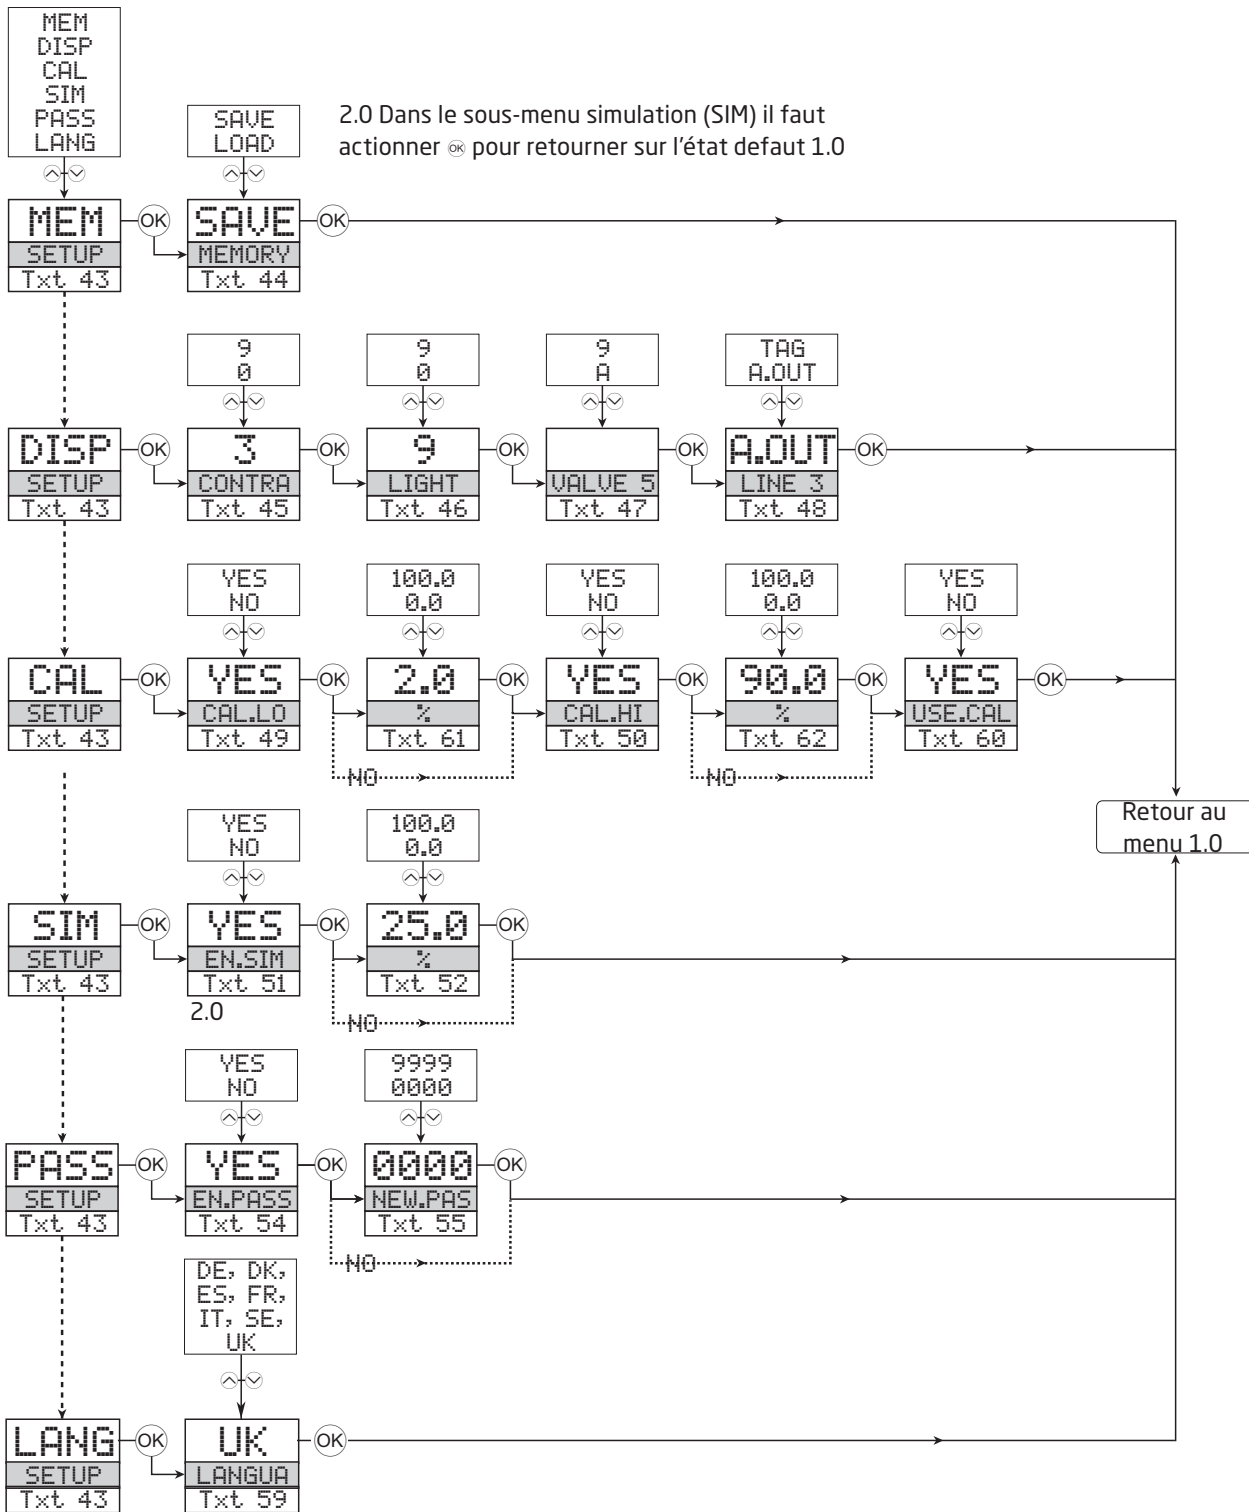 MEM
DISP
CAL
SIM
PASS
LANG
SAVE
LOAD
2.0 Dans le sous-menu simulation (SIM) il faut
actionner OK pour retourner sur l'état defaut 1.0
MEM OK SAVE OK
SETUP MEMORY
Txt 43 Txt 44
9 9 9 TAG
0 0 A A.OUT
DISP OK 3 OK 9 OK OK A.OUT OK
SETUP CONTRA LIGHT VALVE 5 LINE 3
Txt 43 Txt 45 Txt 46 Txt 47 Txt 48
YES 100.0 YES 100.0 YES
NO 0.0 NO 0.0 NO
CAL OK YES OK 2.0 OK YES OK 90.0 OK YES OK
SETUP CAL.LO % CAL.HI % USE.CAL
Txt 43 Txt 49 Txt 61 Txt 50 Txt 62 Txt 60
NO NO
Retour au
menu 1.0
YES 100.0
NO 0.0
SIM OK YES OK 25.0 OK
SETUP EN.SIM %
Txt 43 Txt 51 Txt 52
2.0
NO
YES 9999
NO 0000
PASS OK YES OK 0000 OK
SETUP EN.PASS NEW.PAS
Txt 43 Txt 54 Txt 55
NO
DE, DK,
ES, FR,
IT, SE,
UK
LANG OK UK OK
SETUP LANGUA
Txt 43 Txt 59